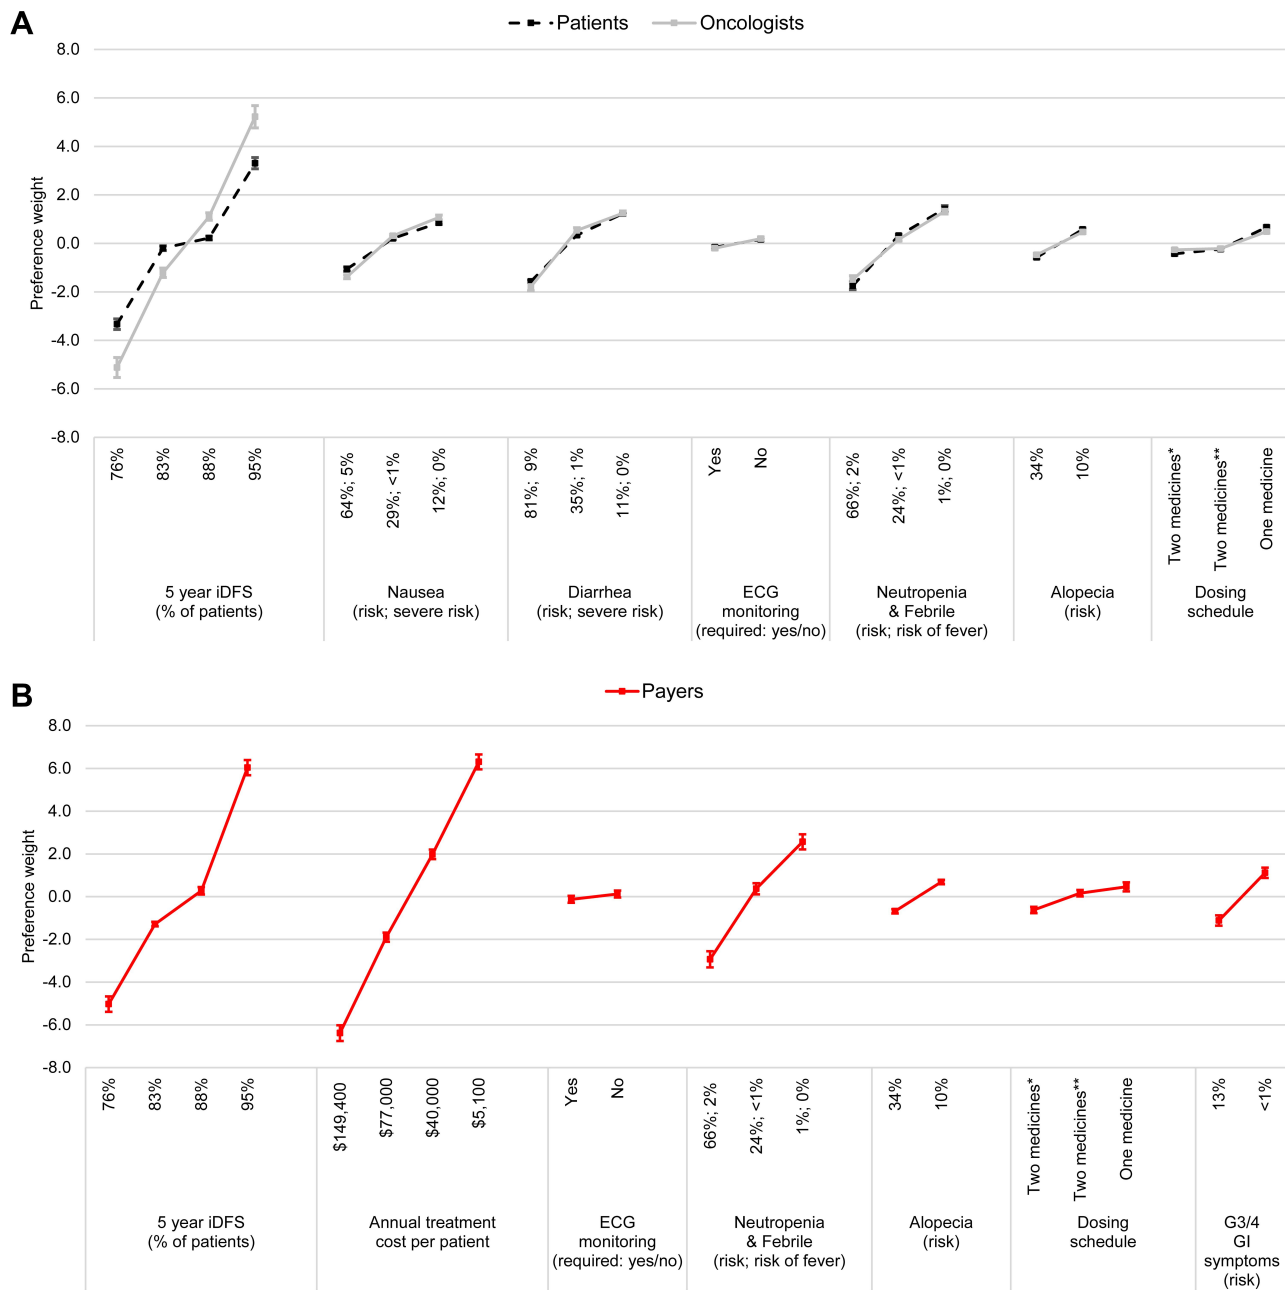 A
Patients
Oncologists
8.0
6.0
4.0
2.0
0.0
-2.0
-4.0
-6.0
-8.0
Preference weight
76%
83%
88%
95%
64%; 5%
29%; <1%
12%; 0%
81%; 9%
35%; 1%
11%; 0%
Yes
No
66%; 2%
24%; <1%
1%; 0%
34%
10%
Two medicines*
Two medicines**
One medicine
5 year iDFS
(% of patients)
Nausea
(risk; severe risk)
Diarrhea
(risk; severe risk)
ECG
monitoring
(required: yes/no)
Neutropenia
& Febrile
(risk; risk of fever)
Alopecia
(risk)
Dosing
schedule
B
Payers
8.0
6.0
4.0
2.0
0.0
-2.0
-4.0
-6.0
-8.0
Preference weight
76%
83%
88%
95%
$149,400
$77,000
$40,000
$5,100
Yes
No
66%; 2%
24%; <1%
1%; 0%
34%
10%
Two medicines*
Two medicines**
One medicine
13%
<1%
5 year iDFS
(% of patients)
Annual treatment
cost per patient
ECG
monitoring
(required: yes/no)
Neutropenia
& Febrile
(risk; risk of fever)
Alopecia
(risk)
Dosing
schedule
G3/4
GI
symptoms
(risk)